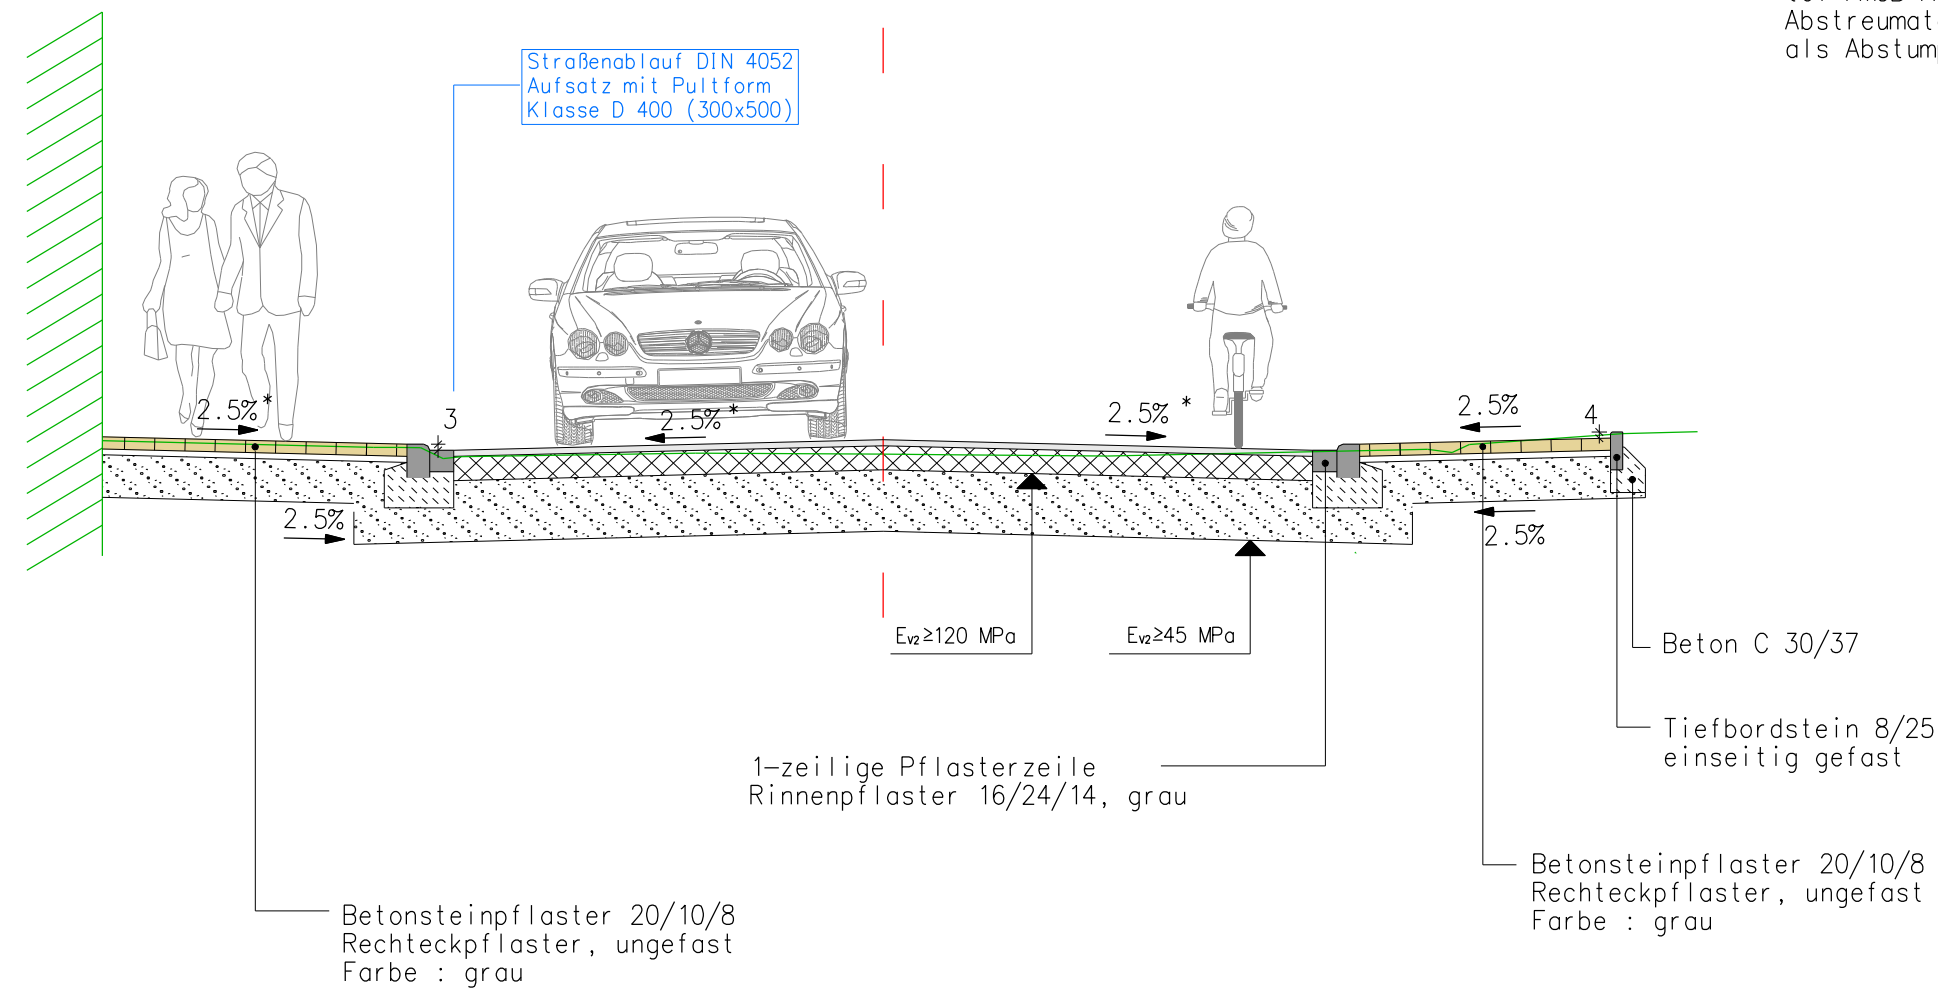 Abstreumat
als Abstump
Straßenablauf DIN 4052
Aufsatz mit Pultform
Klasse D 400 (300x500)
2.5%*
3
2.5%*
2.5% *
2.5%
4
2.5%
2.5%
Ev2≥120 MPa
Ev2≥45 MPa
Beton C 30/37
Tiefbordstein 8/25
einseitig gefast
1-zeilige Pflasterzeile
Rinnenpflaster 16/24/14, grau
Betonsteinpflaster 20/10/8
Rechteckpflaster, ungefast
Farbe : grau
Betonsteinpflaster 20/10/8
Rechteckpflaster, ungefast
Farbe : grau